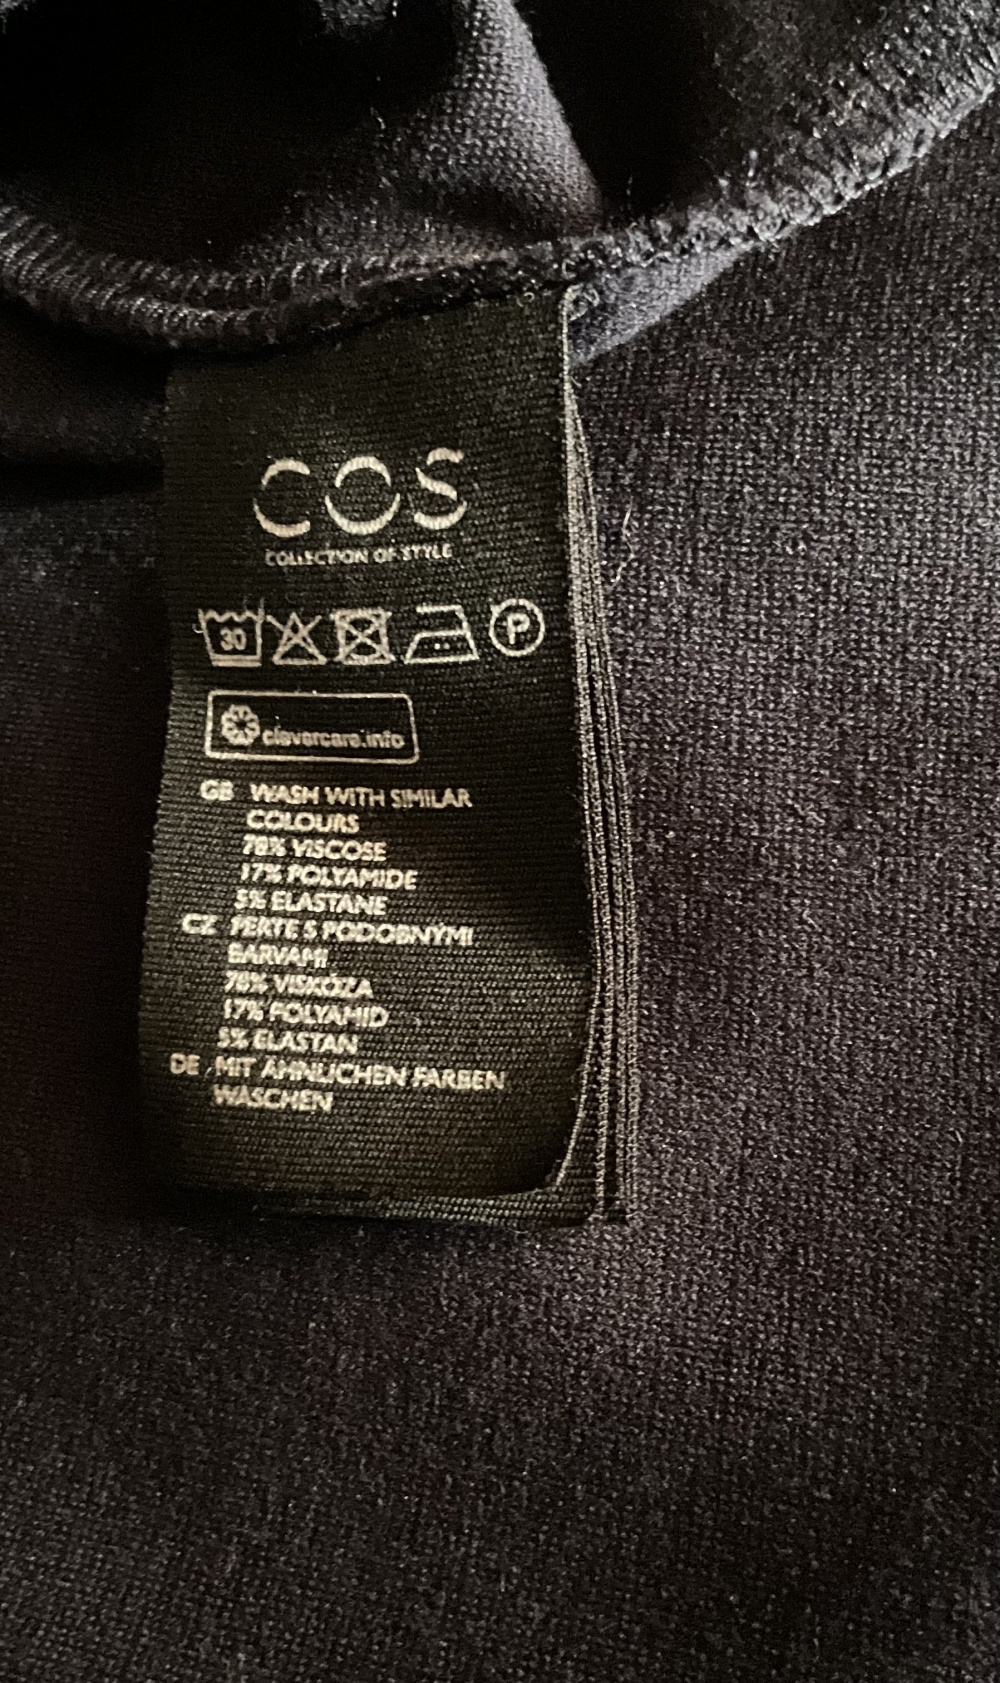 COS
COLLECTION OF STYLE
30 P
clevercare.info
GB WASH WITH SIMILAR
COLOURS
78% VISCOSE
17% POLYAMIDE
5% ELASTANE
CZ PERTE S PODOBNÝMI
BARVAMI
78% VISKÓZA
17% POLYAMID
5% ELASTAN
DE MIT ÄHNLICHEN FARBEN
WASCHEN